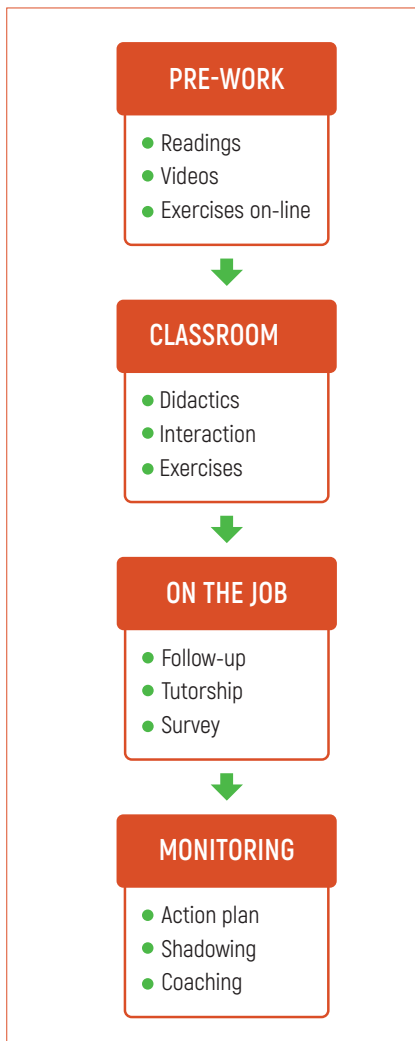 PRE-WORK
Readings
Videos
Exercises on-line
CLASSROOM
Didactics
Interaction
Exercises
ON THE JOB
Follow-up
Tutorship
Survey
MONITORING
Action plan
Shadowing
Coaching